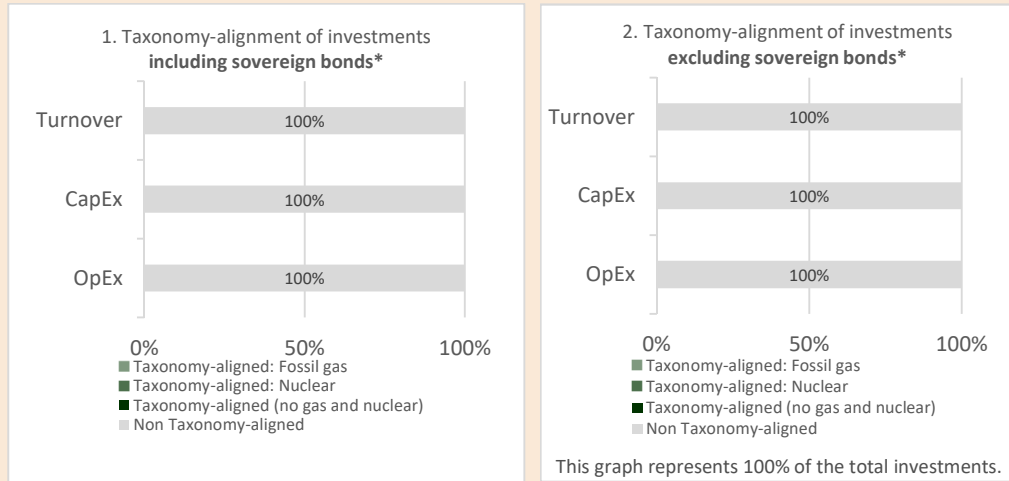 1. Taxonomy-alignment of investments
including sovereign bonds*
Turnover
100%
CapEx
100%
OpEx
100%
0%
50%
100%
Taxonomy-aligned: Fossil gas
Taxonomy-aligned: Nuclear
Taxonomy-aligned (no gas and nuclear)
Non Taxonomy-aligned
2. Taxonomy-alignment of investments
excluding sovereign bonds*
Turnover
100%
CapEx
100%
OpEx
100%
0%
50%
100%
Taxonomy-aligned: Fossil gas
Taxonomy-aligned: Nuclear
Taxonomy-aligned (no gas and nuclear)
Non Taxonomy-aligned
This graph represents 100% of the total investments.